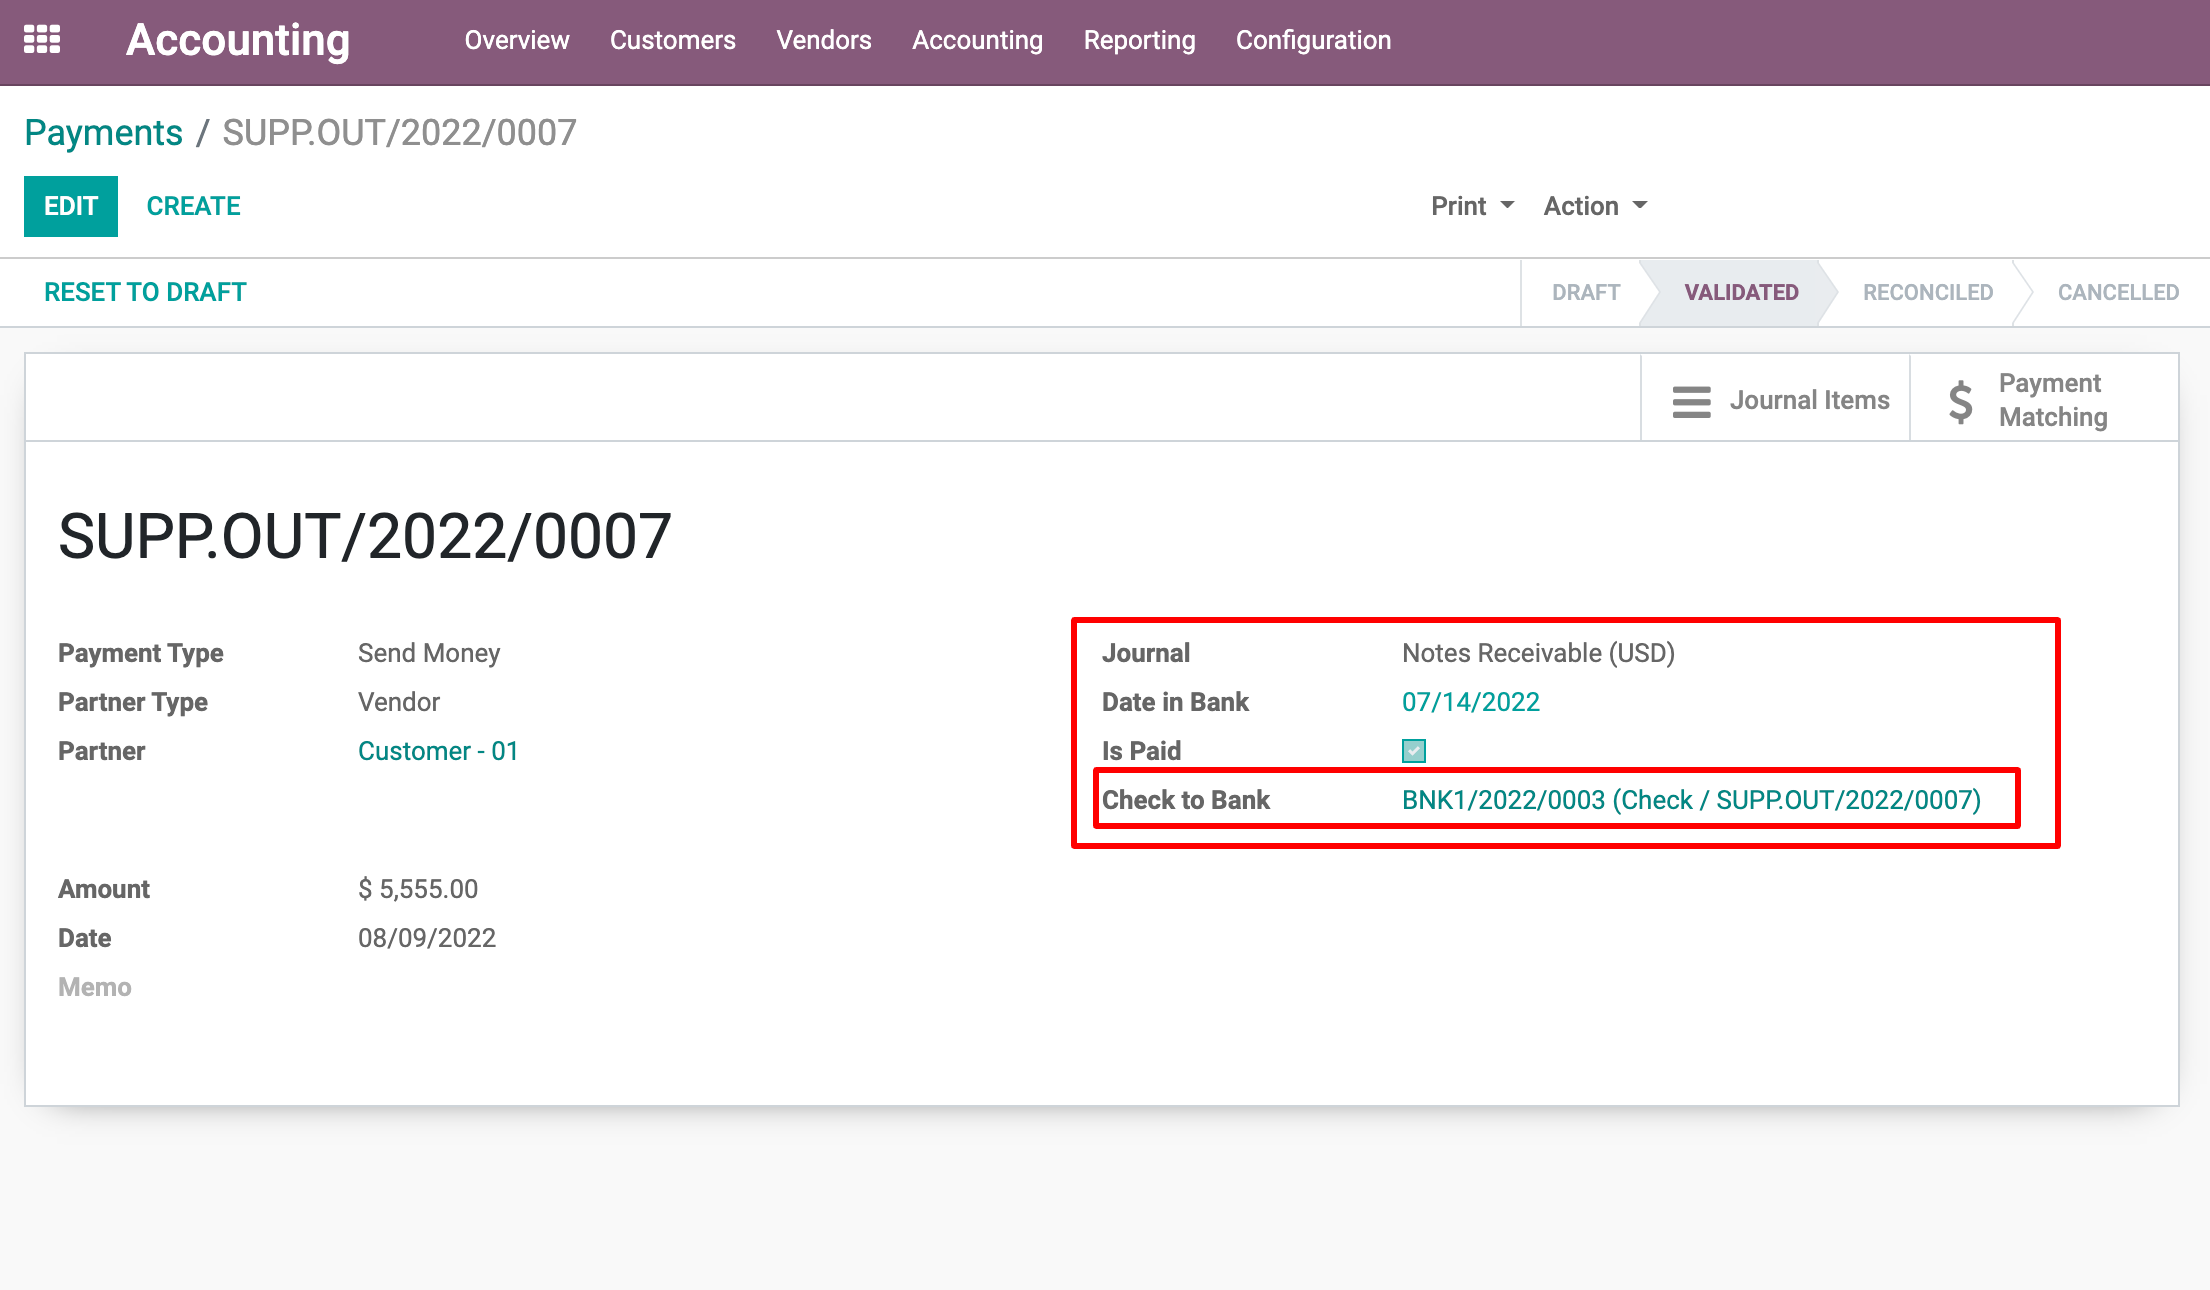 Accounting Overview Customers Vendors Accounting Reporting Configuration
Payments / SUPP.OUT/2022/0007
EDIT CREATE Print Action
RESET TO DRAFT DRAFT VALIDATED RECONCILED CANCELLED
Journal Items $ Payment
Matching
SUPP.OUT/2022/0007
Payment Type Send Money
Partner Type Vendor
Partner Customer - 01
Journal Notes Receivable (USD)
Date in Bank 07/14/2022
Is Paid
Check to Bank BNK1/2022/0003 (Check / SUPP.OUT/2022/0007)
Amount $ 5,555.00
Date 08/09/2022
Memo